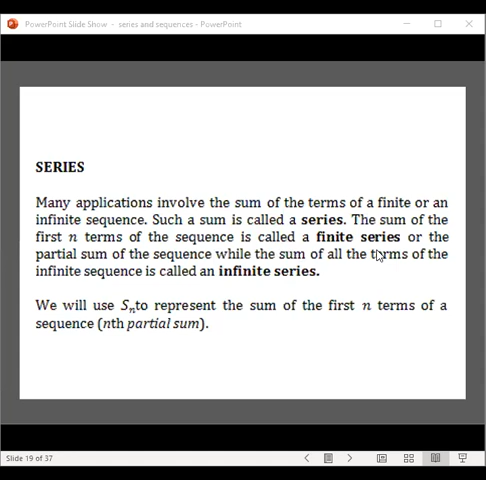 PowerPoint Slide Show - series and sequences - PowerPoint
SERIES
Many applications involve the sum of the terms of a finite or an
infinite sequence. Such a sum is called a series. The sum of the
first n terms of the sequence is called a finite series or the
partial sum of the sequence while the sum of all the terms of the
infinite sequence is called an infinite series.
We will use Sₙto represent the sum of the first n terms of a
sequence (nth partial sum).
Slide 19 of 37